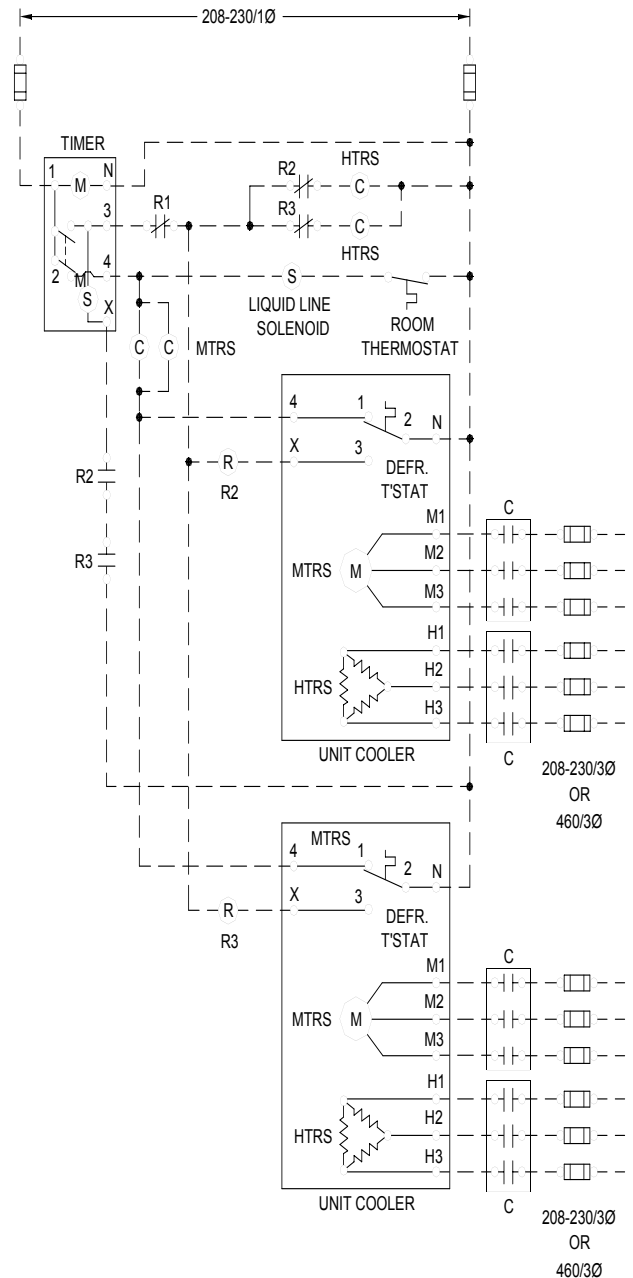 208-230/1Ø
TIMER
1
M
N
3
2
M
4
S
X
R1
R2
C
HTRS
R3
C
HTRS
S
LIQUID LINE
SOLENOID
ROOM
THERMOSTAT
C
C
MTRS
4
1
2
N
X
3
DEFR.
T'STAT
R
R2
R2
R3
M1
M2
M3
MTRS
M
C
H1
H2
H3
HTRS
UNIT COOLER
C
208-230/3Ø
OR
460/3Ø
MTRS
4
1
2
N
X
3
DEFR.
T'STAT
R
R3
M1
M2
M3
MTRS
M
C
H1
H2
H3
HTRS
UNIT COOLER
C
208-230/3Ø
OR
460/3Ø